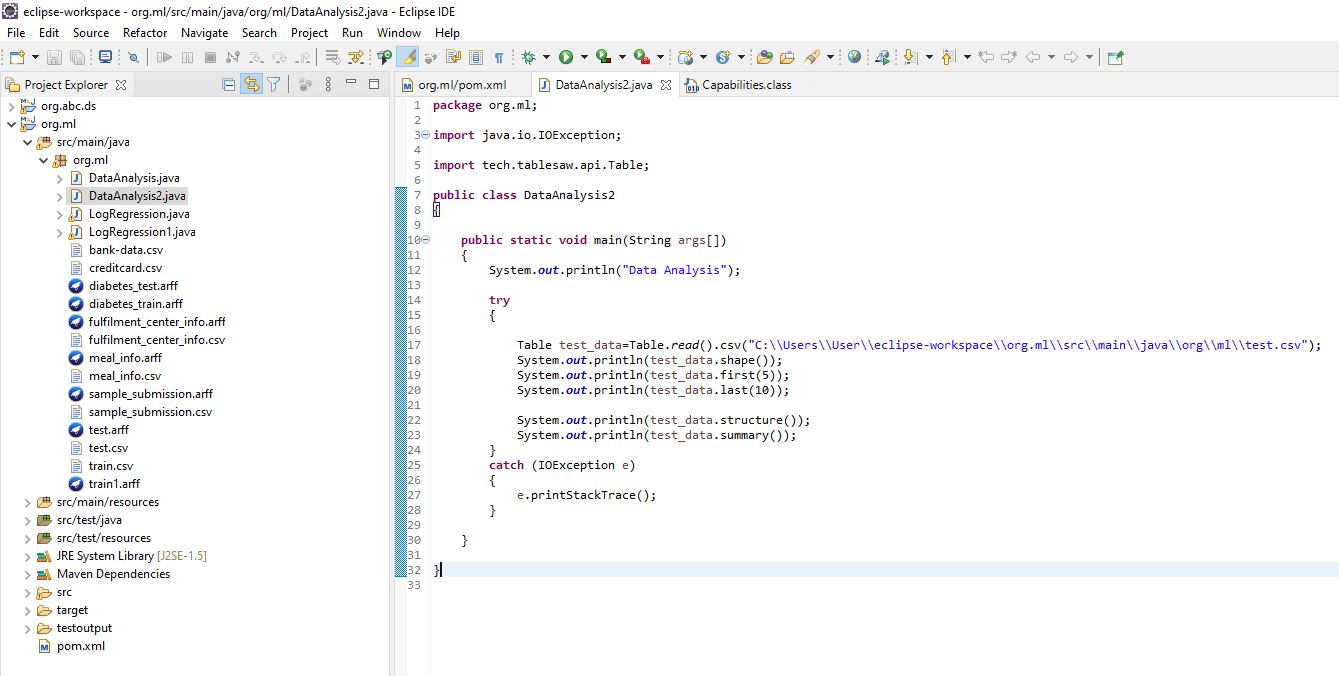 eclipse-workspace - org.ml/src/main/java/org/ml/DataAnalysis2.java - Eclipse IDE
File Edit Source Refactor Navigate Search Project Run Window Help
Project Explorer
org.abc.ds
org.ml
src/main/java
org.ml
DataAnalysis.java
DataAnalysis2.java
LogRegression.java
LogRegression1.java
bank-data.csv
creditcard.csv
diabetes_test.arff
diabetes_train.arff
fulfilment_center_info.arff
fulfilment_center_info.csv
meal_info.arff
meal_info.csv
sample_submission.arff
sample_submission.csv
test.arff
test.csv
train.csv
train1.arff
src/main/resources
src/test/java
src/test/resources
JRE System Library [J2SE-1.5]
Maven Dependencies
src
target
testoutput
pom.xml
org.ml/pom.xml DataAnalysis2.java Capabilities.class
1 package org.ml;
2
3 import java.io.IOException;
4
5 import tech.tablesaw.api.Table;
6
7 public class DataAnalysis2
8 {
9
10 public static void main(String args[])
11 {
12 System.out.println("Data Analysis");
13
14 try
15 {
16
17 Table test_data=Table.read().csv("C:\\Users\\User\\eclipse-workspace\\org.ml\\src\\main\\java\\org\\ml\\test.csv");
18 System.out.println(test_data.shape());
19 System.out.println(test_data.first(5));
20 System.out.println(test_data.last(10));
21
22 System.out.println(test_data.structure());
23 System.out.println(test_data.summary());
24 }
25 catch (IOException e)
26 {
27 e.printStackTrace();
28 }
29
30 }
31
32 }
33